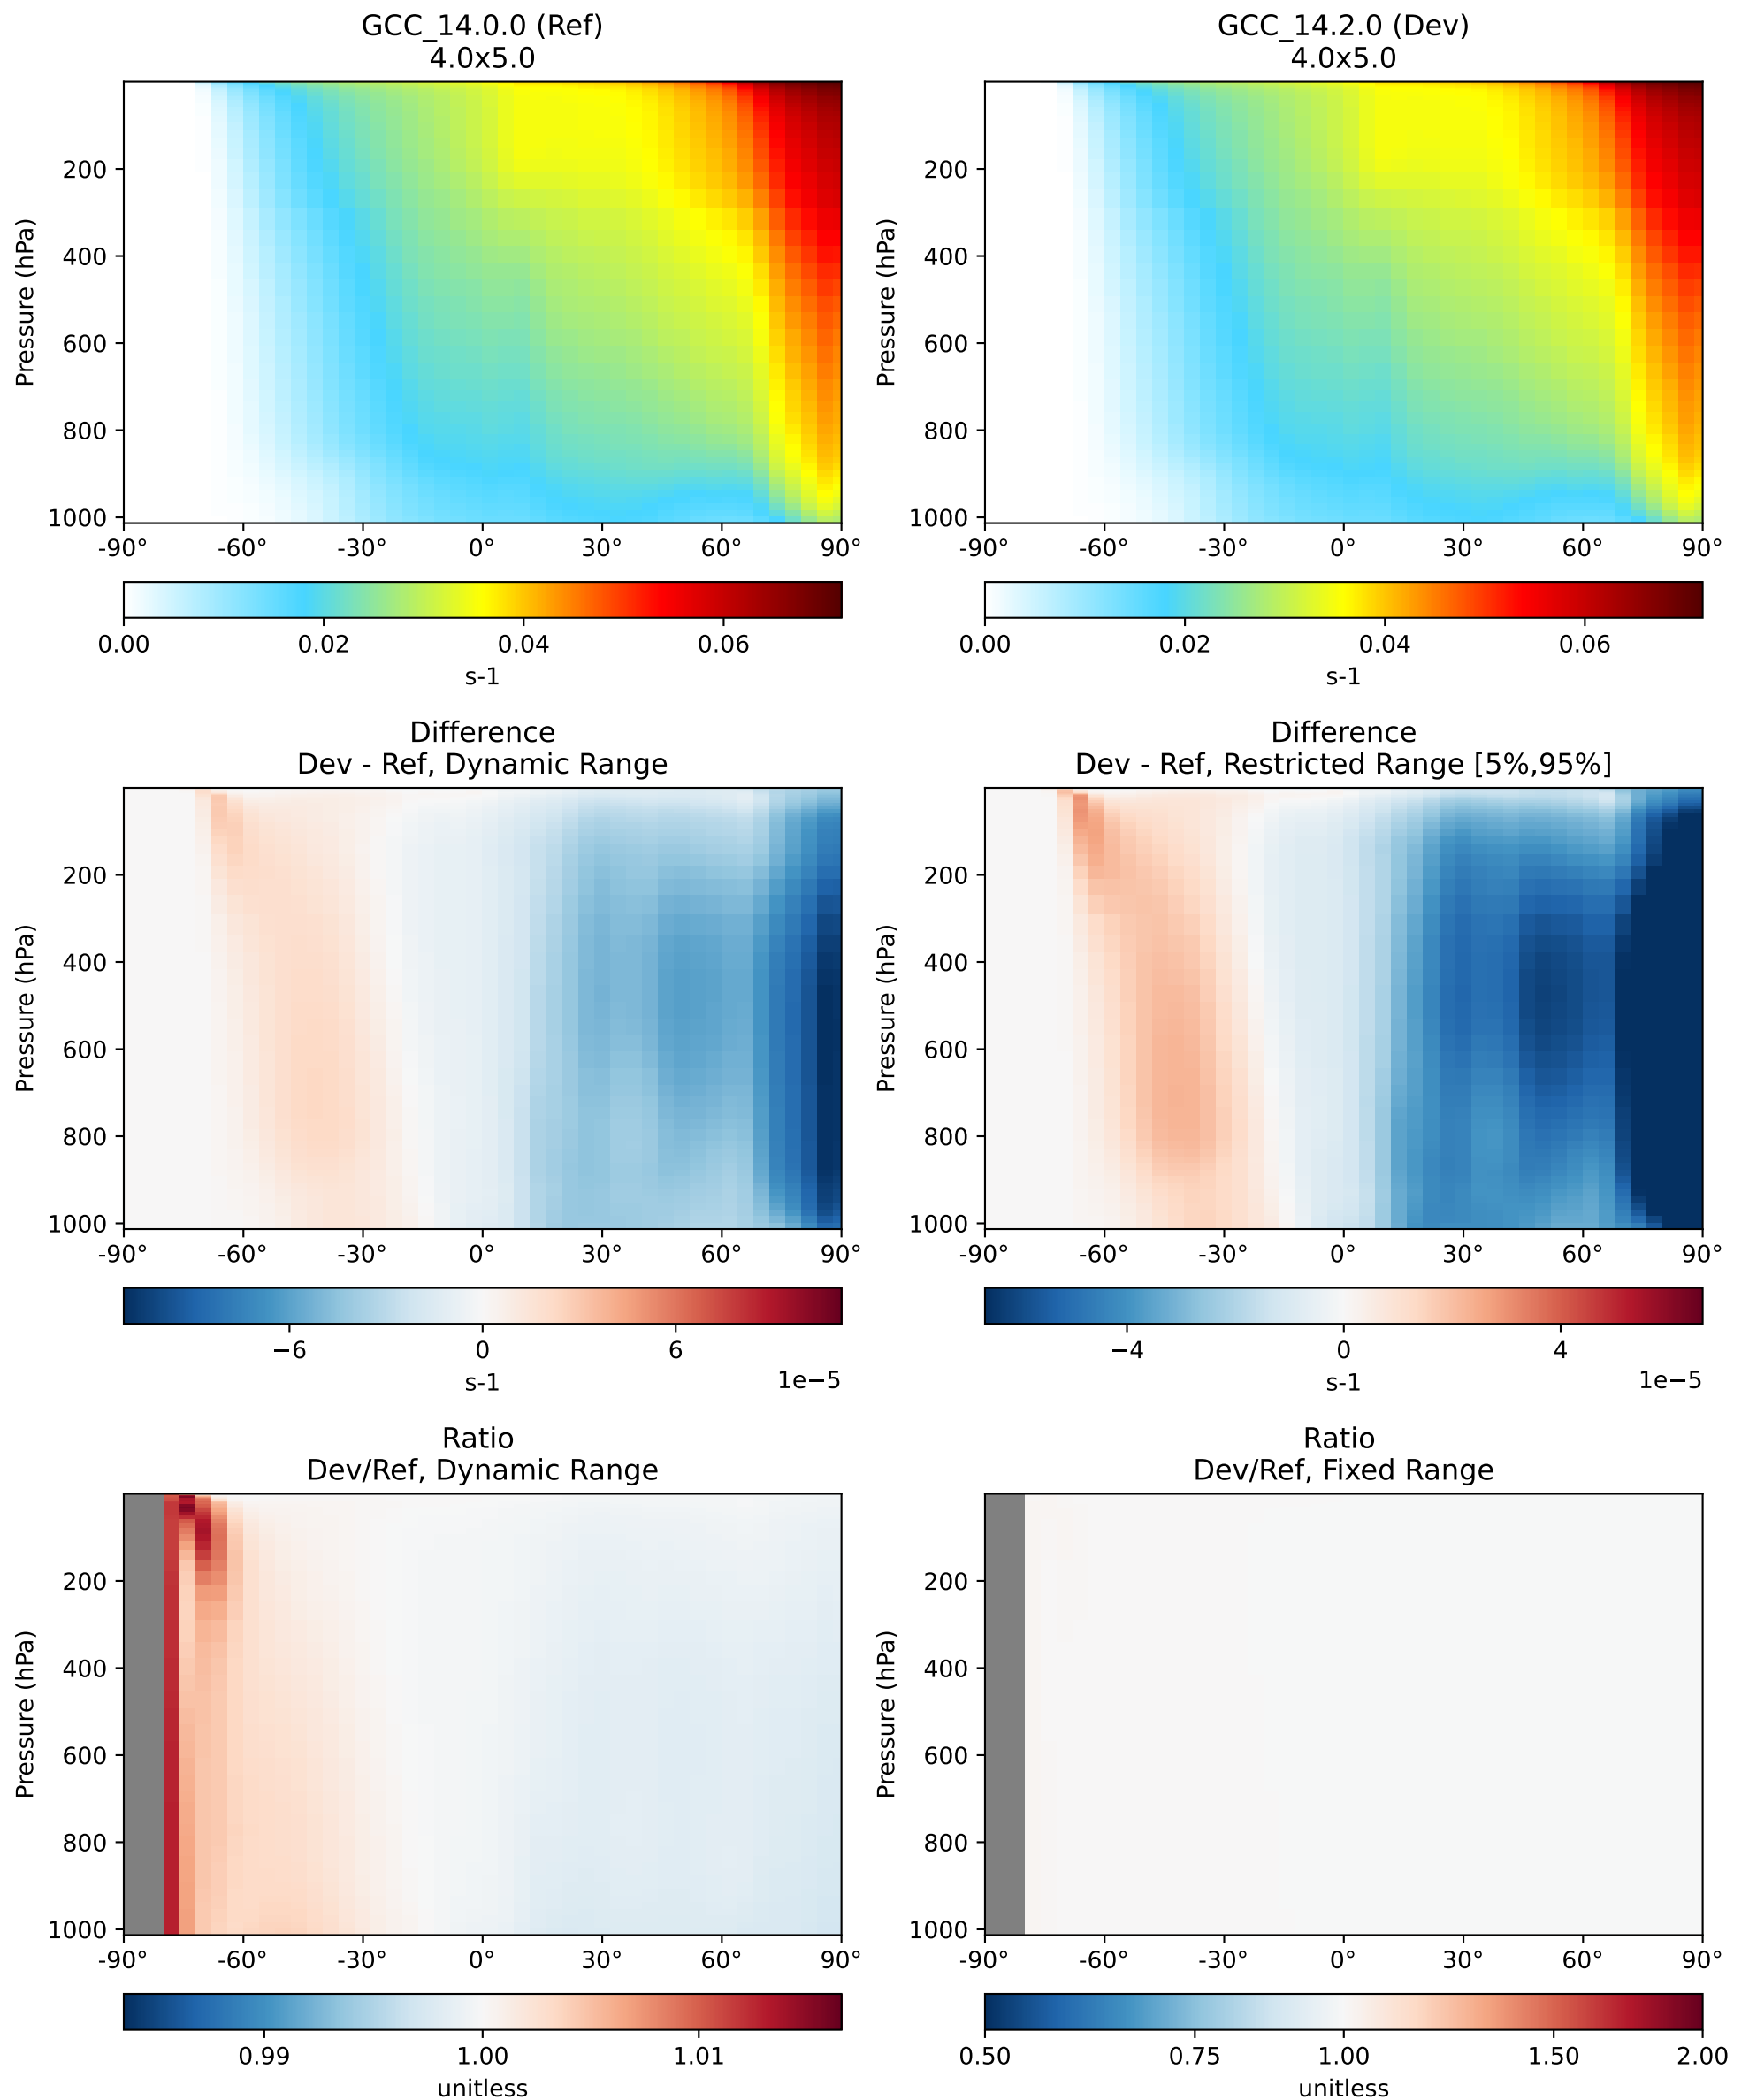 GCC_14.0.0 (Ref)
4.0x5.0
Pressure (hPa)
200
400
600
800
1000
-90° -60° -30° 0° 30° 60° 90°
0.00 0.02 0.04 0.06
s-1
GCC_14.2.0 (Dev)
4.0x5.0
Pressure (hPa)
200
400
600
800
1000
-90° -60° -30° 0° 30° 60° 90°
0.00 0.02 0.04 0.06
s-1
Difference
Dev - Ref, Dynamic Range
Pressure (hPa)
200
400
600
800
1000
-90° -60° -30° 0° 30° 60° 90°
−6 0 6
s-1 1e−5
Difference
Dev - Ref, Restricted Range [5%,95%]
Pressure (hPa)
200
400
600
800
1000
-90° -60° -30° 0° 30° 60° 90°
−4 0 4
s-1 1e−5
Ratio
Dev/Ref, Dynamic Range
Pressure (hPa)
200
400
600
800
1000
-90° -60° -30° 0° 30° 60° 90°
0.99 1.00 1.01
unitless
Ratio
Dev/Ref, Fixed Range
Pressure (hPa)
200
400
600
800
1000
-90° -60° -30° 0° 30° 60° 90°
0.50 0.75 1.00 1.50 2.00
unitless